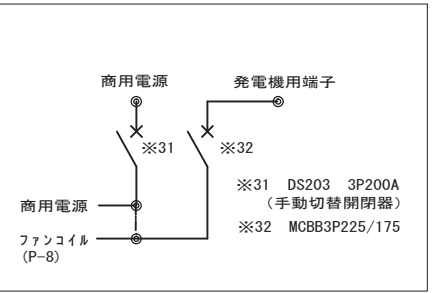 商用電源
発電機用端子
※31
※32
※31 DS203 3P200A
(手動切替開閉器)
※32 MCBB3P225/175
商用電源
ファンコイル
(P-8)